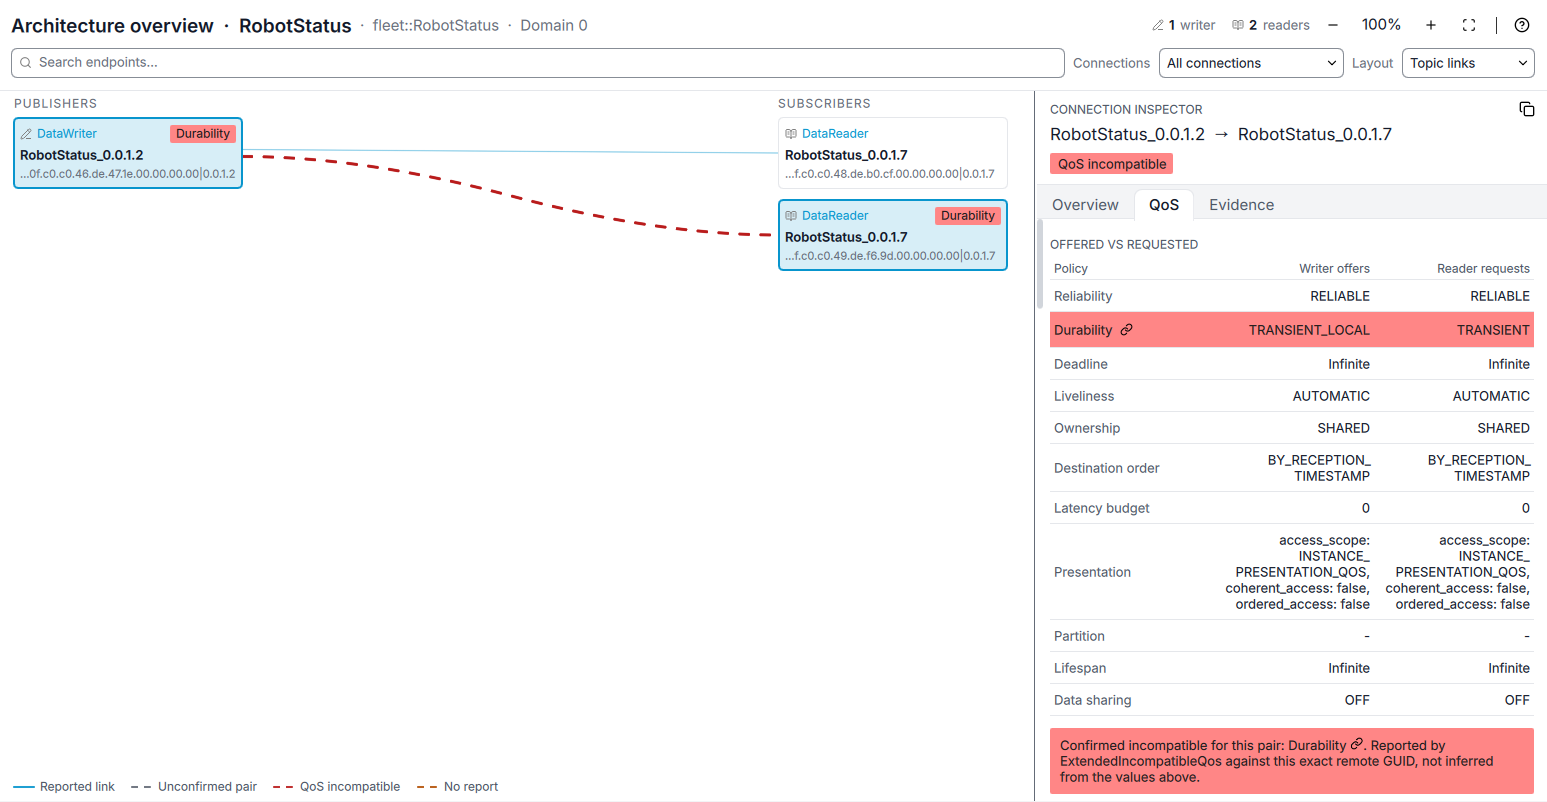 Architecture overview · RobotStatus · fleet::RobotStatus · Domain 0
1 writer 2 readers − 100% +
Search endpoints...
Connections All connections Layout Topic links
PUBLISHERS
DataWriter Durability
RobotStatus_0.0.1.2
...0f.c0.c0.46.de.47.1e.00.00.00.00|0.0.1.2
SUBSCRIBERS
DataReader
RobotStatus_0.0.1.7
...f.c0.c0.48.de.b0.cf.00.00.00.00|0.0.1.7
DataReader Durability
RobotStatus_0.0.1.7
...f.c0.c0.49.de.f6.9d.00.00.00.00|0.0.1.7
Reported link Unconfirmed pair QoS incompatible No report
CONNECTION INSPECTOR
RobotStatus_0.0.1.2 → RobotStatus_0.0.1.7
QoS incompatible
Overview QoS Evidence
OFFERED VS REQUESTED
Policy Writer offers Reader requests
Reliability RELIABLE RELIABLE
Durability TRANSIENT_LOCAL TRANSIENT
Deadline Infinite Infinite
Liveliness AUTOMATIC AUTOMATIC
Ownership SHARED SHARED
Destination order BY_RECEPTION_ BY_RECEPTION_
TIMESTAMP TIMESTAMP
Latency budget 0 0
access_scope: access_scope:
INSTANCE_ INSTANCE_
Presentation PRESENTATION_QOS, PRESENTATION_QOS,
coherent_access: false, coherent_access: false,
ordered_access: false ordered_access: false
Partition - -
Lifespan Infinite Infinite
Data sharing OFF OFF
Confirmed incompatible for this pair: Durability. Reported by
ExtendedIncompatibleQos against this exact remote GUID, not inferred
from the values above.